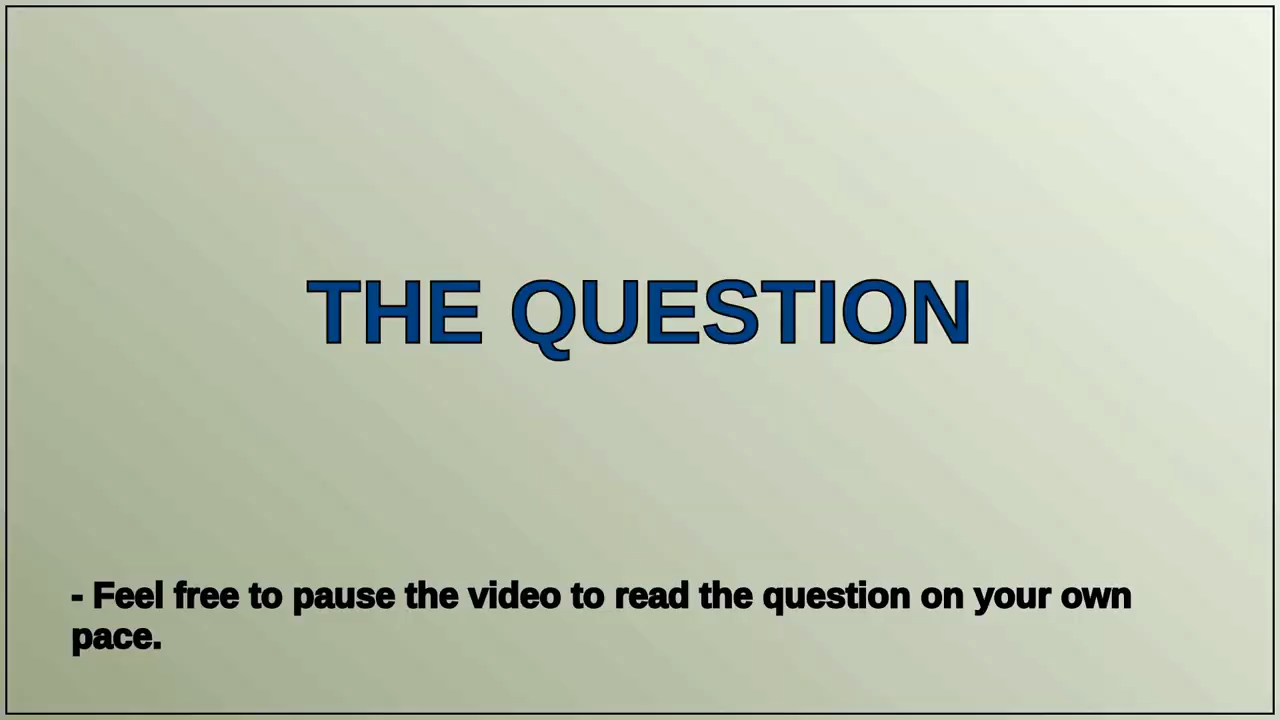 THE QUESTION
- Feel free to pause the video to read the question on your own
pace.